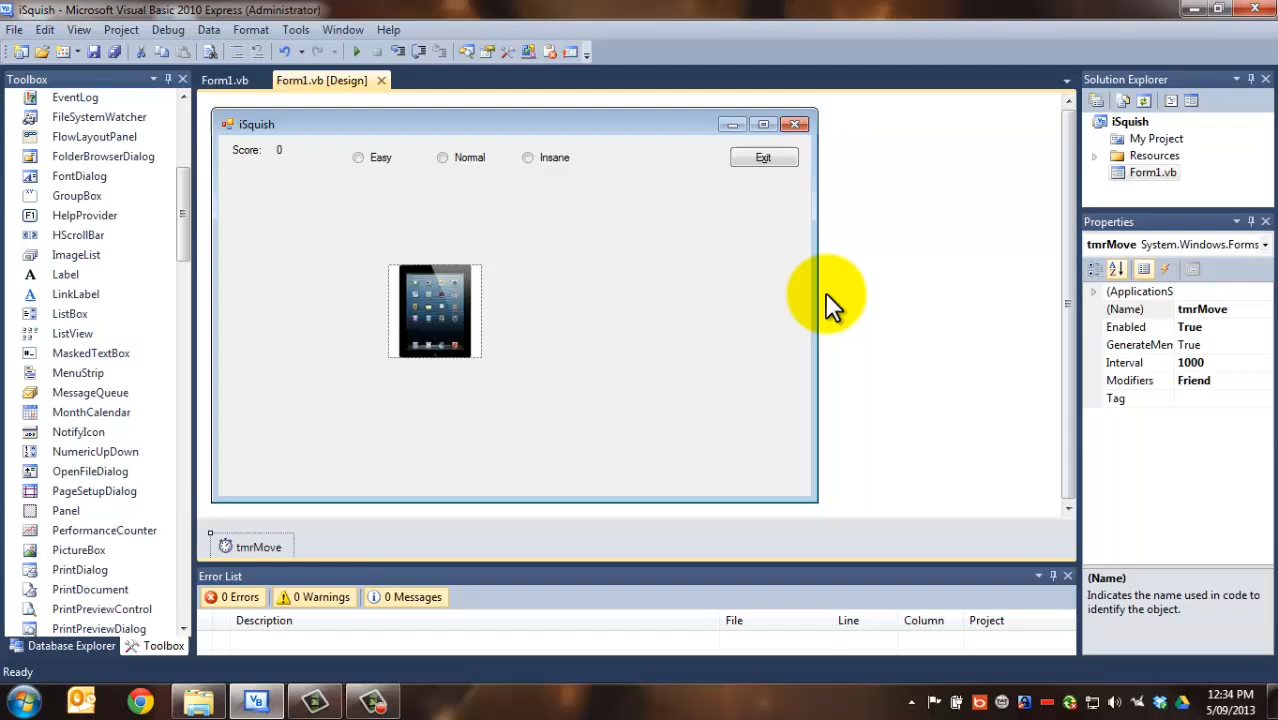 iSquish - Microsoft Visual Basic 2010 Express (Administrator)
File Edit View Project Debug Data Format Tools Window Help
Toolbox
EventLog
FileSystemWatcher
FlowLayoutPanel
FolderBrowserDialog
FontDialog
GroupBox
HelpProvider
HScrollBar
ImageList
A Label
A LinkLabel
ListBox
ListView
MaskedTextBox
MenuStrip
MessageQueue
MonthCalendar
NotifyIcon
NumericUpDown
OpenFileDialog
PageSetupDialog
Panel
PerformanceCounter
PictureBox
PrintDialog
PrintDocument
PrintPreviewControl
PrintPreviewDialog
Database Explorer Toolbox
Form1.vb Form1.vb [Design]
iSquish
Score: 0 Easy Normal Insane Exit
tmrMove
Error List
0 Errors 0 Warnings 0 Messages
Description File Line Column Project
Solution Explorer
iSquish
My Project
Resources
Form1.vb
Properties
tmrMove System.Windows.Forms
(ApplicationS
(Name) tmrMove
Enabled True
GenerateMem True
Interval 1000
Modifiers Friend
Tag
(Name)
Indicates the name used in code to
identify the object.
Ready
12:34 PM
5/09/2013